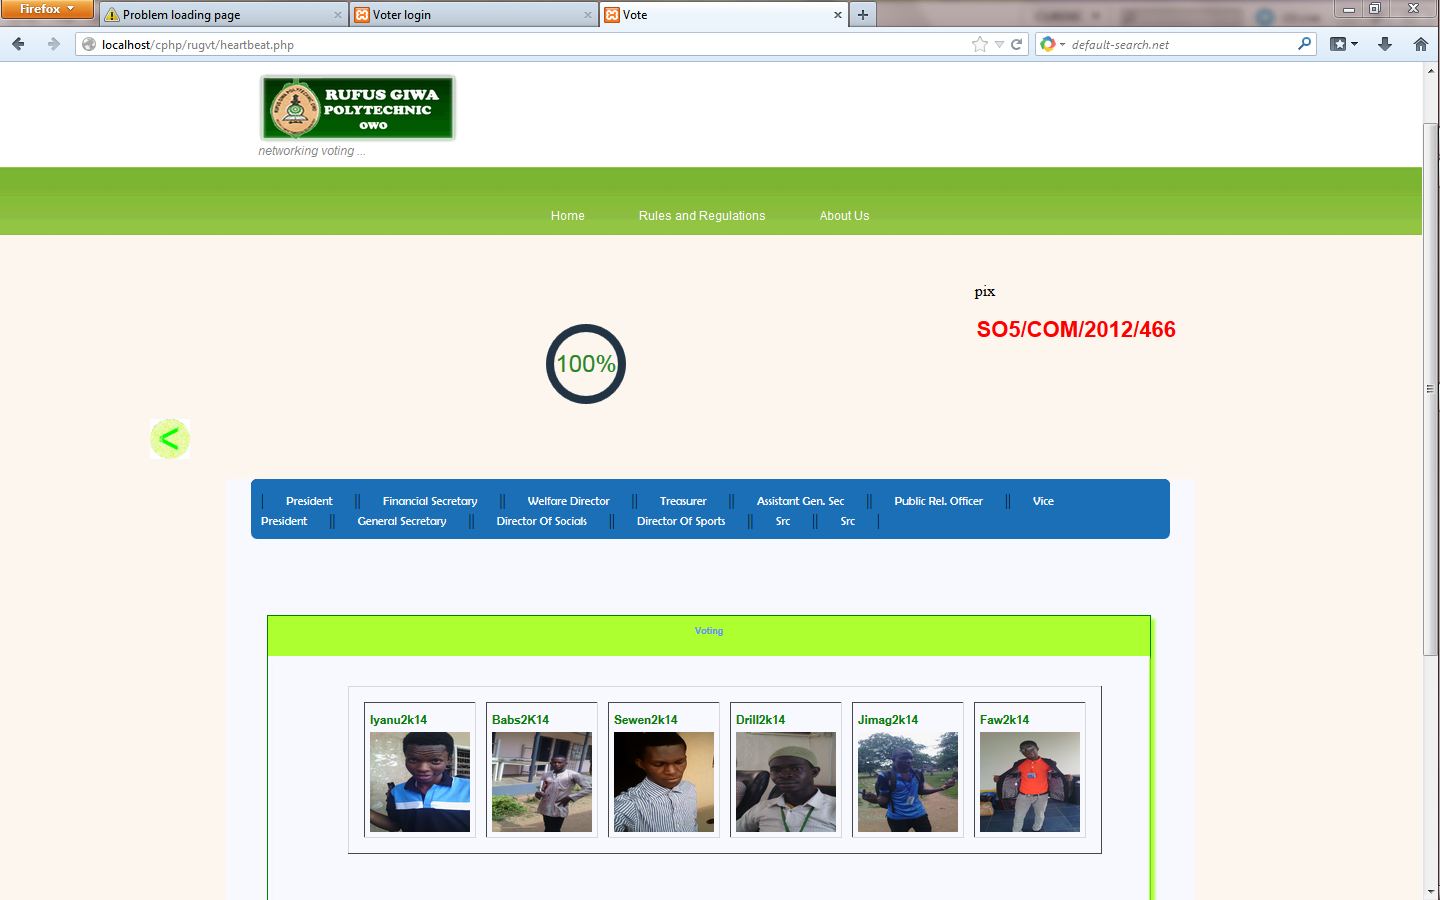 Firefox
Problem loading page
Voter login
Vote
localhost/cphp/rugvt/heartbeat.php
default-search.net
RUFUS GIWA
POLYTECHNIC
OWO
networking voting ...
Home Rules and Regulations About Us
pix
SO5/COM/2012/466
100%
<
| President || Financial Secretary || Welfare Director || Treasurer || Assistant Gen. Sec || Public Rel. Officer || Vice
President || General Secretary || Director Of Socials || Director Of Sports || Src || Src |
Voting
Iyanu2k14 Babs2K14 Sewen2k14 Drill2k14 Jimag2k14 Faw2k14